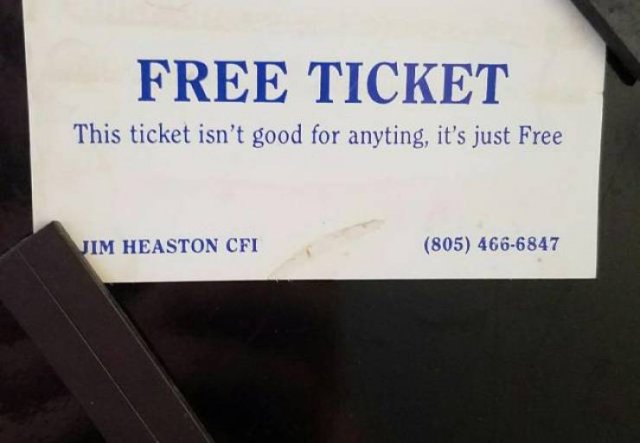 FREE TICKET
This ticket isn't good for anyting, it's just Free
JIM HEASTON CFI
(805) 466-6847